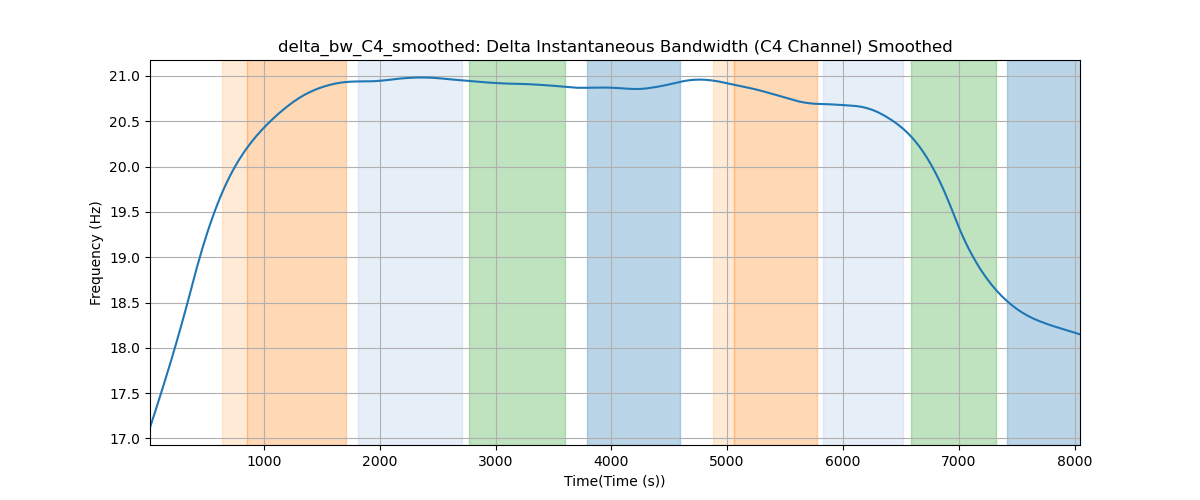 delta_bw_C4_smoothed: Delta Instantaneous Bandwidth (C4 Channel) Smoothed
21.0
20.5
20.0
19.5
19.0
18.5
18.0
17.5
17.0
Frequency (Hz)
1000 2000 3000 4000 5000 6000 7000 8000
Time(Time (s))